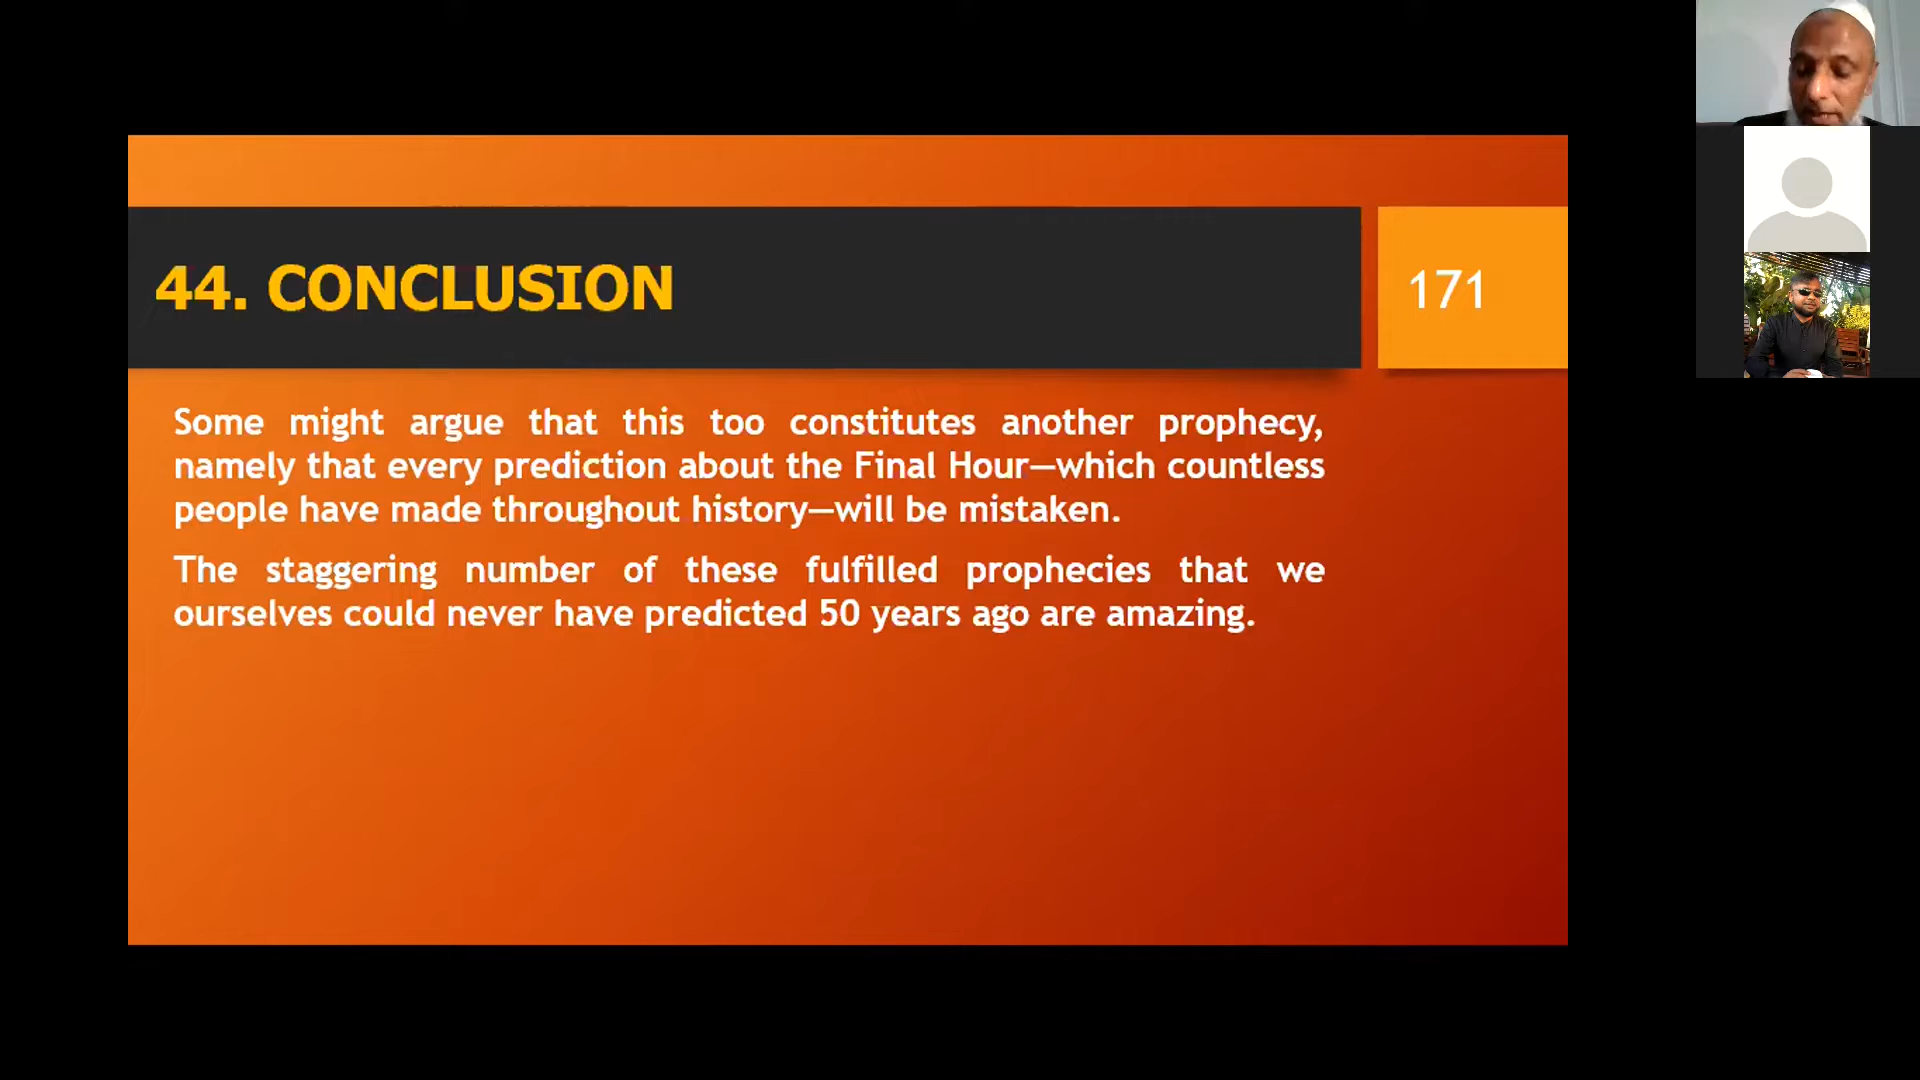 44. CONCLUSION
171
Some might argue that this too constitutes another prophecy,
namely that every prediction about the Final Hour—which countless
people have made throughout history—will be mistaken.
The staggering number of these fulfilled prophecies that we
ourselves could never have predicted 50 years ago are amazing.